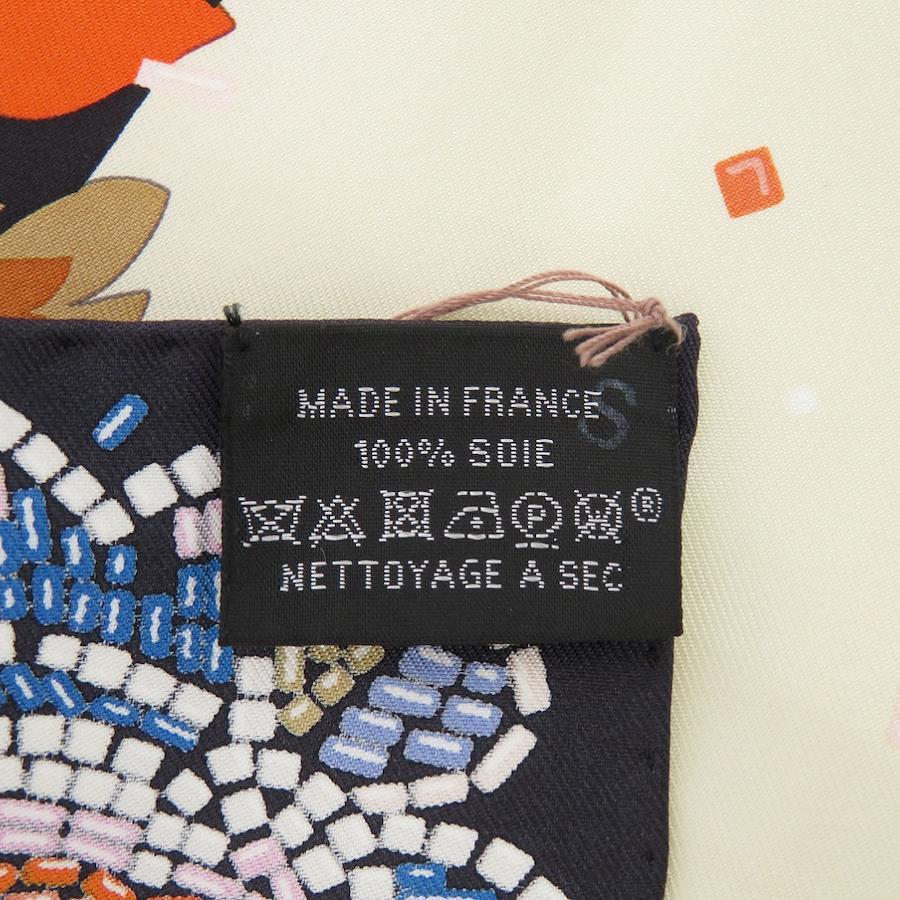 MADE IN FRANCE
S
100% SOIE
P ®
NETTOYAGE A SEC